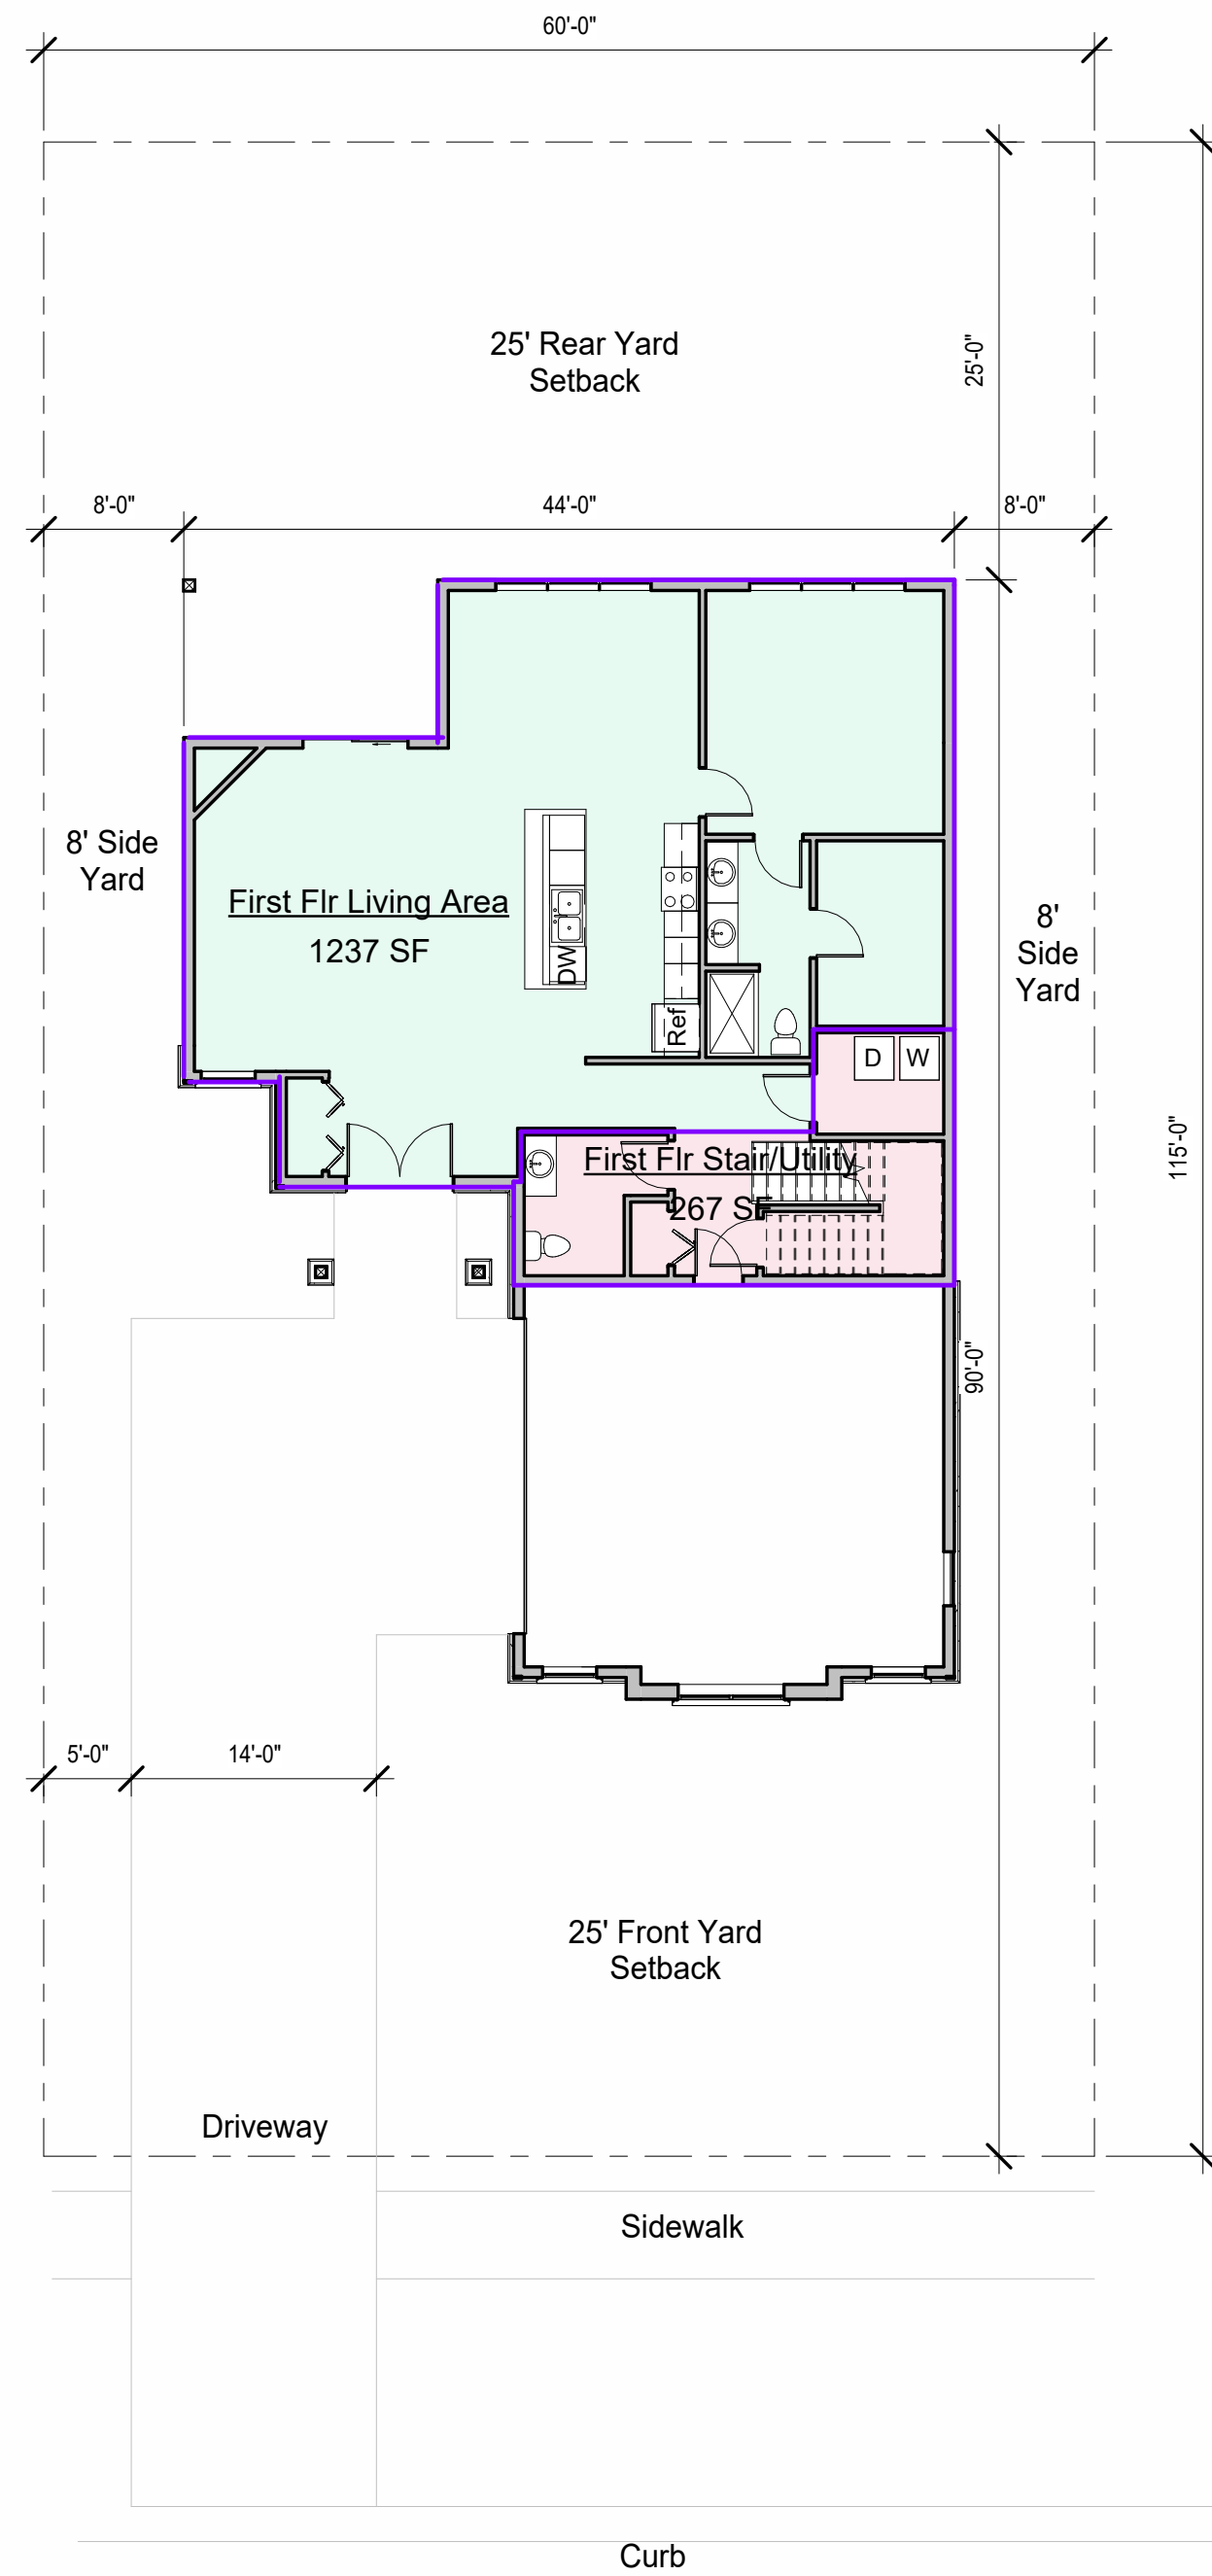 60'-0"
25' Rear Yard
Setback
25'-0"
8'-0"
44'-0"
8'-0"
8' Side
Yard
First Flr Living Area
1237 SF
DW
Ref
8'
Side
Yard
D
W
115'-0"
First Flr Stair/Utility
267 SF
90'-0"
5'-0"
14'-0"
25' Front Yard
Setback
Driveway
Sidewalk
Curb